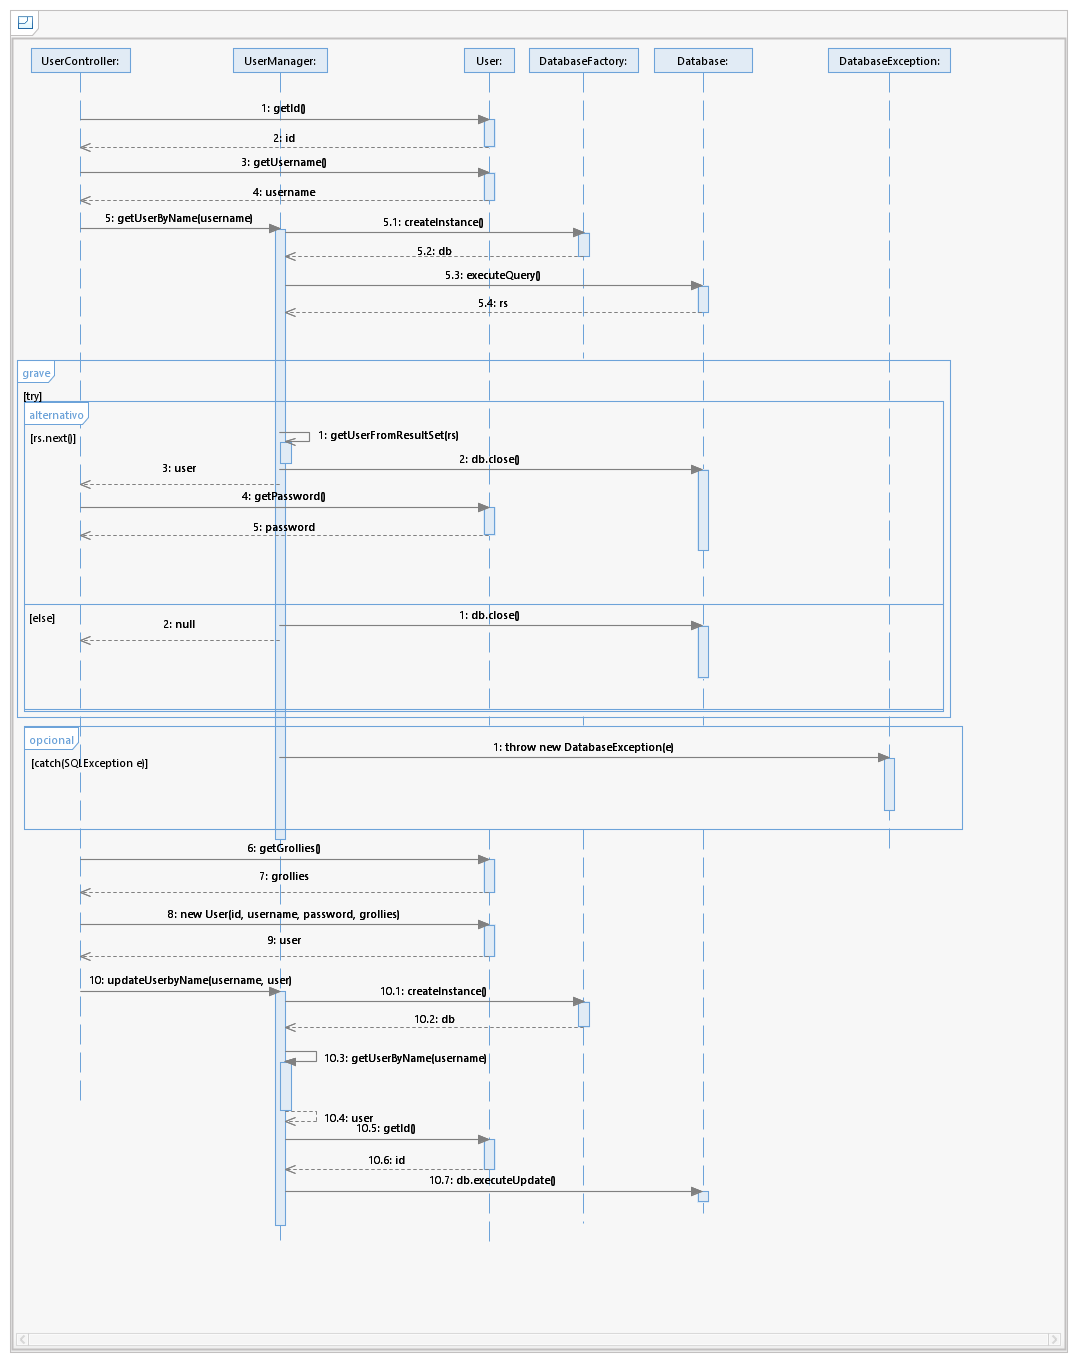 UserController: UserManager: User: DatabaseFactory: Database: DatabaseException:
1: getId()
2: id
3: getUsername()
4: username
5: getUserByName(username)
5.1: createInstance()
5.2: db
5.3: executeQuery()
5.4: rs
grave
[try]
alternativo
[rs.next()]
1: getUserFromResultSet(rs)
2: db.close()
3: user
4: getPassword()
5: password
[else]
1: db.close()
2: null
opcional
1: throw new DatabaseException(e)
[catch(SQLException e)]
6: getGrollies()
7: grollies
8: new User(id, username, password, grollies)
9: user
10: updateUserbyName(username, user)
10.1: createInstance()
10.2: db
10.3: getUserByName(username)
10.4: user
10.5: getId()
10.6: id
10.7: db.executeUpdate()